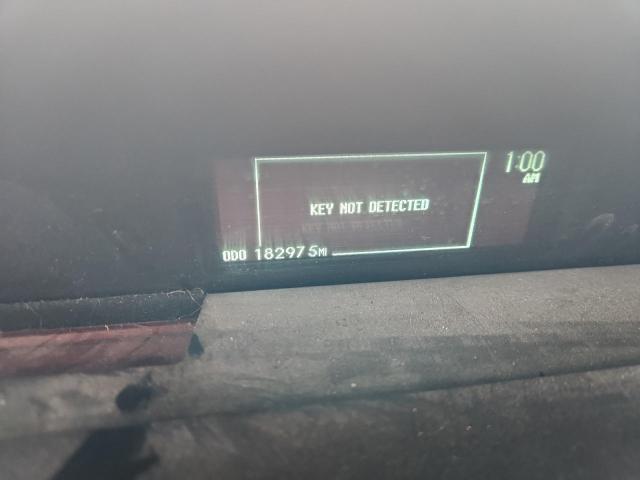 1:00
AM
KEY NOT DETECTED
ODO 182975MI